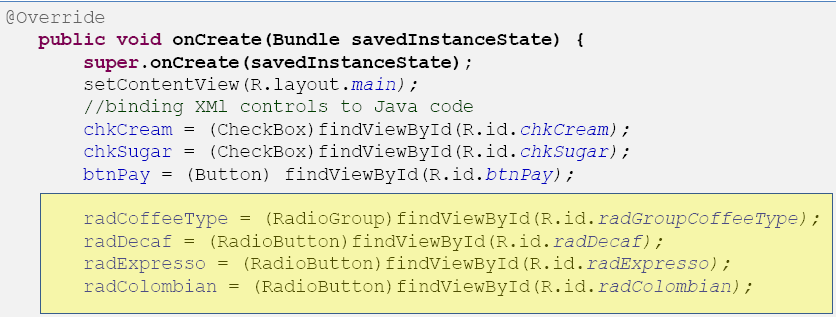 @Override
public void onCreate(Bundle savedInstanceState) {
super.onCreate(savedInstanceState);
setContentView(R.layout.main);
//binding XMl controls to Java code
chkCream = (CheckBox)findViewById(R.id.chkCream);
chkSugar = (CheckBox)findViewById(R.id.chkSugar);
btnPay = (Button) findViewById(R.id.btnPay);
radCoffeeType = (RadioGroup)findViewById(R.id.radGroupCoffeeType);
radDecaf = (RadioButton)findViewById(R.id.radDecaf);
radExpresso = (RadioButton)findViewById(R.id.radExpresso);
radColombian = (RadioButton)findViewById(R.id.radColombian);